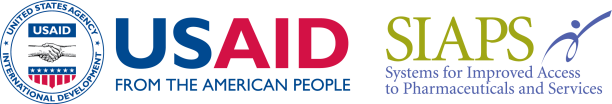 UNITED STATES AGENCY
USAID
INTERNATIONAL DEVELOPMENT
USAID
FROM THE AMERICAN PEOPLE
SIAPS
Systems for Improved Access
to Pharmaceuticals and Services